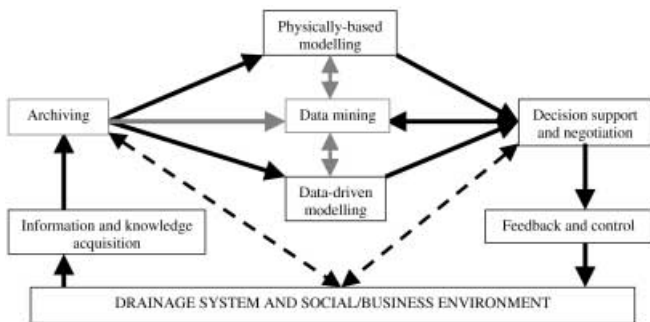 Physically-based
modelling
Archiving
Data mining
Decision support
and negotiation
Data-driven
modelling
Information and knowledge
acquisition
Feedback and control
DRAINAGE SYSTEM AND SOCIAL/BUSINESS ENVIRONMENT